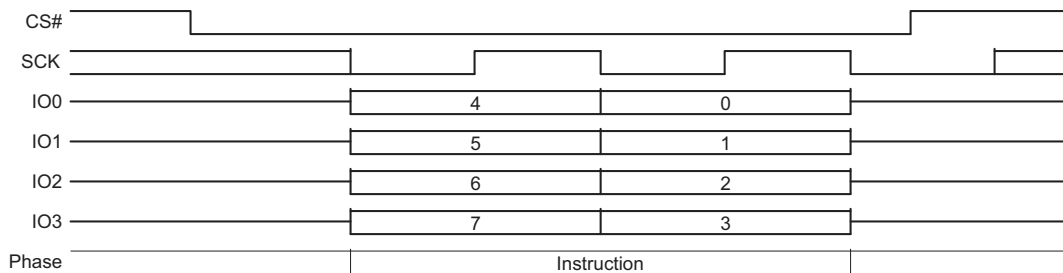 CS#
SCK
IO0 4 0
IO1 5 1
IO2 6 2
IO3 7 3
Phase Instruction